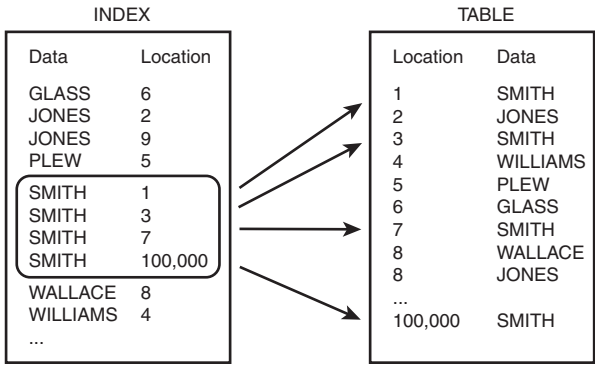 INDEX
Data Location
GLASS 6
JONES 2
JONES 9
PLEW 5
SMITH 1
SMITH 3
SMITH 7
SMITH 100,000
WALLACE 8
WILLIAMS 4
...
TABLE
Location Data
1 SMITH
2 JONES
3 SMITH
4 WILLIAMS
5 PLEW
6 GLASS
7 SMITH
8 WALLACE
8 JONES
...
100,000 SMITH